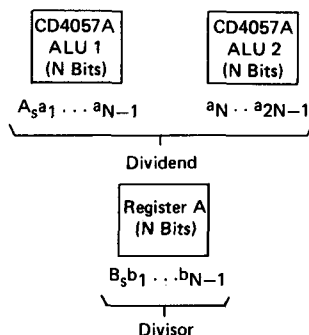 CD4057A CD4057A
ALU 1 ALU 2
(N Bits) (N Bits)
Aₛa₁ . . . aN−1 aN . . a2N−1
Dividend
Register A
(N Bits)
Bₛb₁ . . . bN−1
Divisor